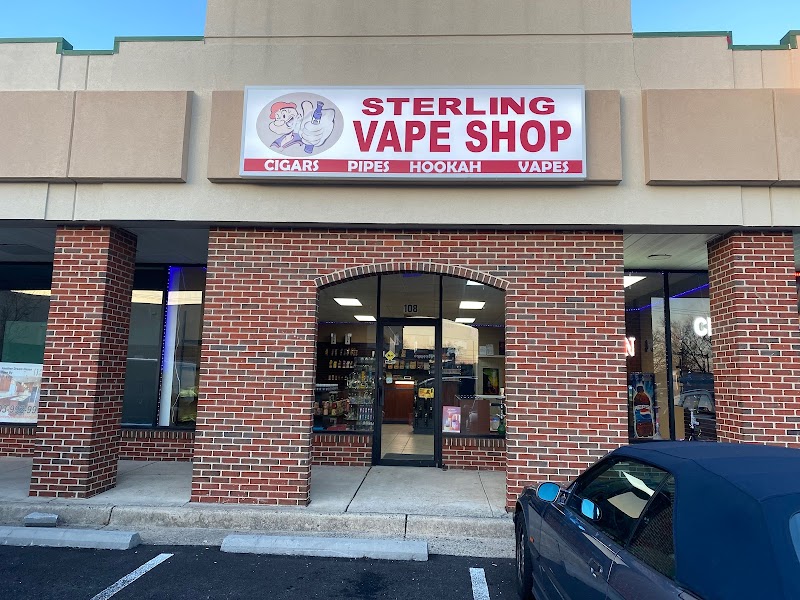 STERLING
VAPE SHOP
CIGARS PIPES HOOKAH VAPES
108